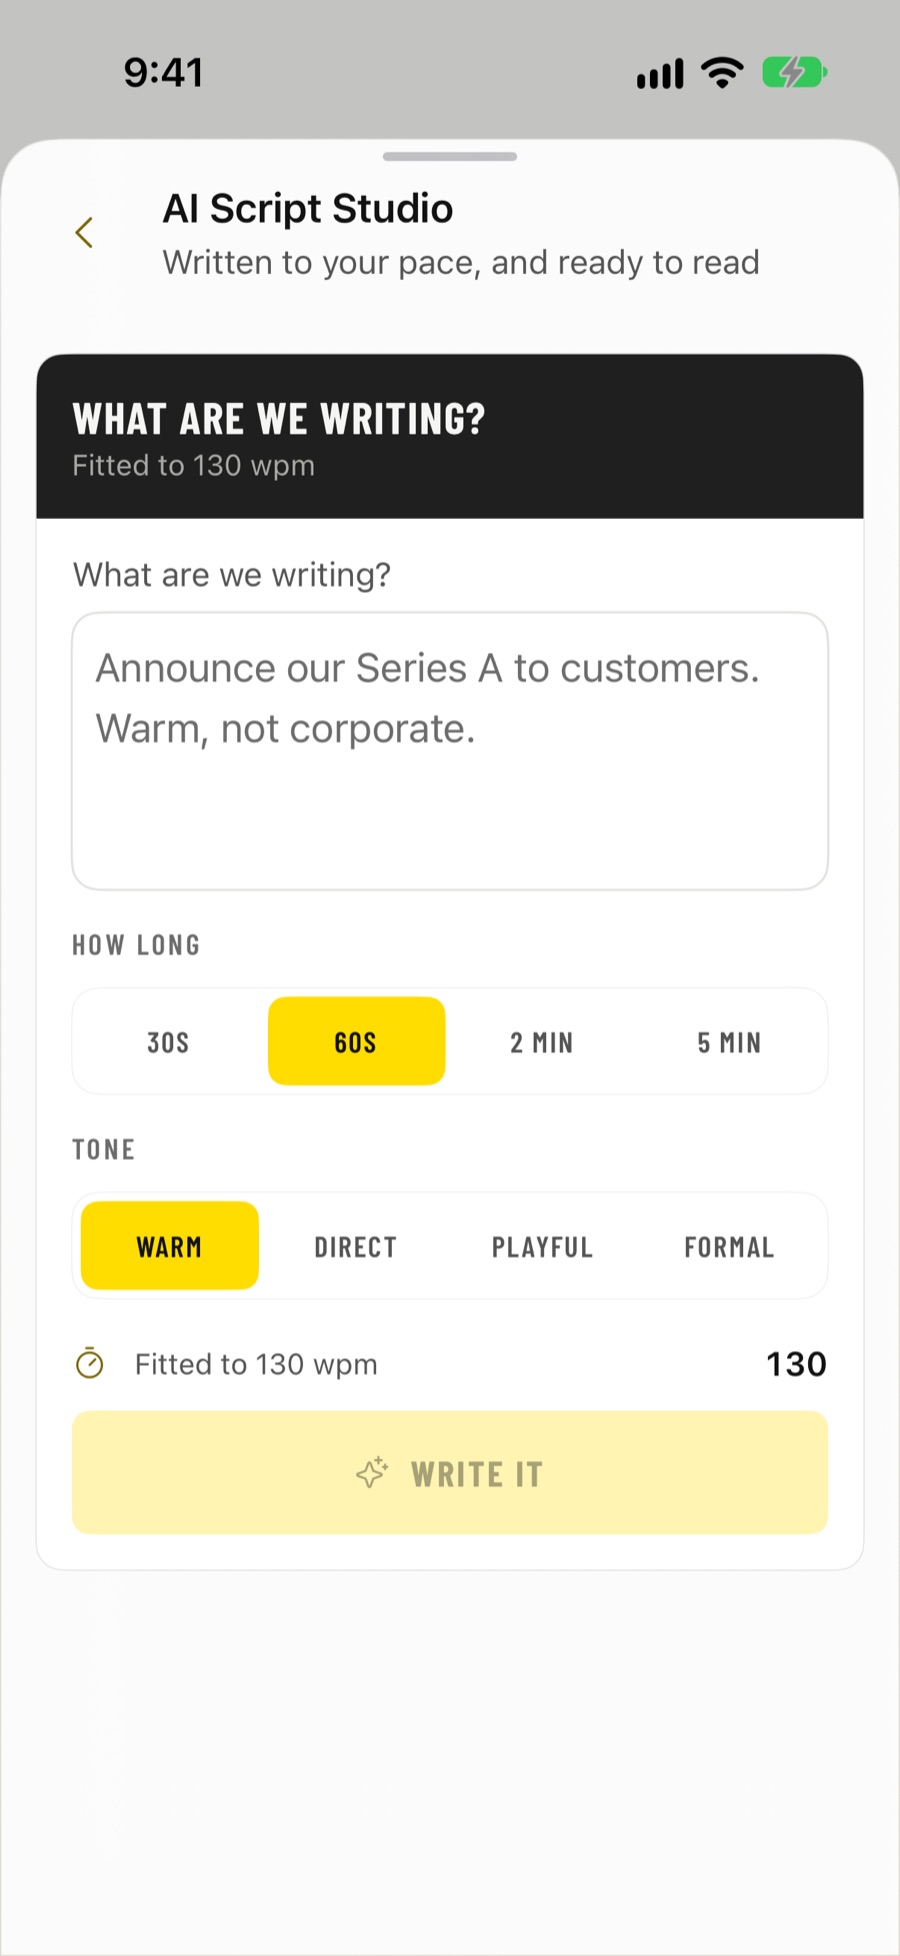 9:41
AI Script Studio
Written to your pace, and ready to read
WHAT ARE WE WRITING?
Fitted to 130 wpm
What are we writing?
Announce our Series A to customers.
Warm, not corporate.
HOW LONG
30S 60S 2 MIN 5 MIN
TONE
WARM DIRECT PLAYFUL FORMAL
Fitted to 130 wpm 130
WRITE IT